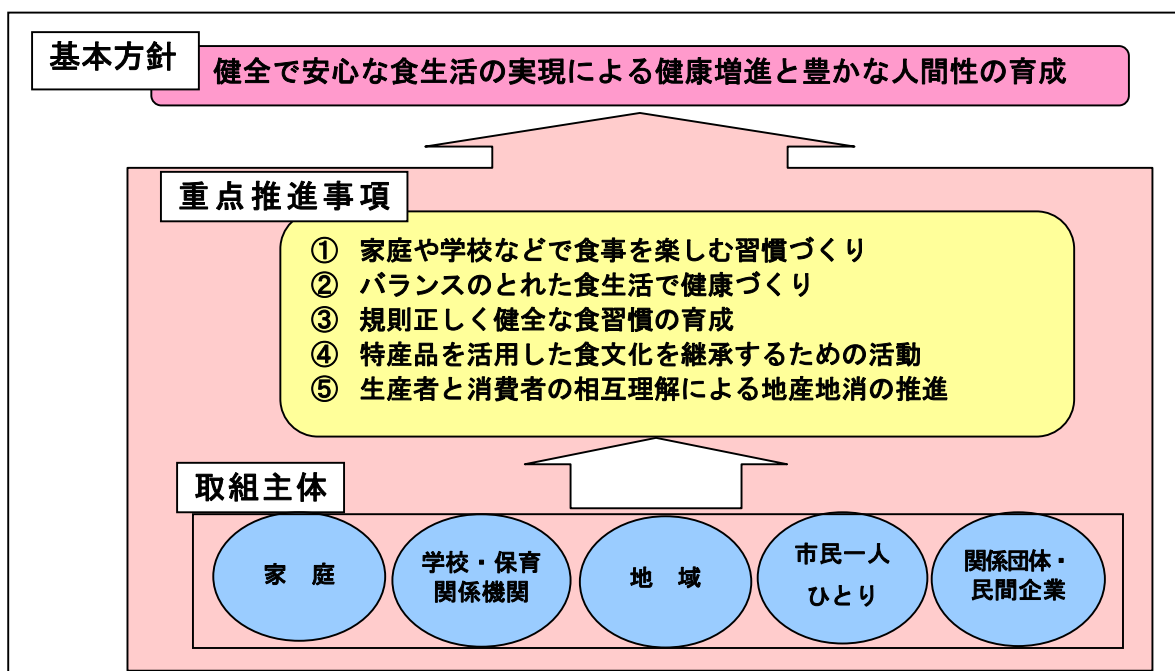 基本方針
健全で安心な食生活の実現による健康増進と豊かな人間性の育成
重点推進事項
① 家庭や学校などで食事を楽しむ習慣づくり
② バランスのとれた食生活で健康づくり
③ 規則正しく健全な食習慣の育成
④ 特産品を活用した食文化を継承するための活動
⑤ 生産者と消費者の相互理解による地産地消の推進
取組主体
家 庭
学校・保育
関係機関
地 域
市民一人
ひとり
関係団体・
民間企業